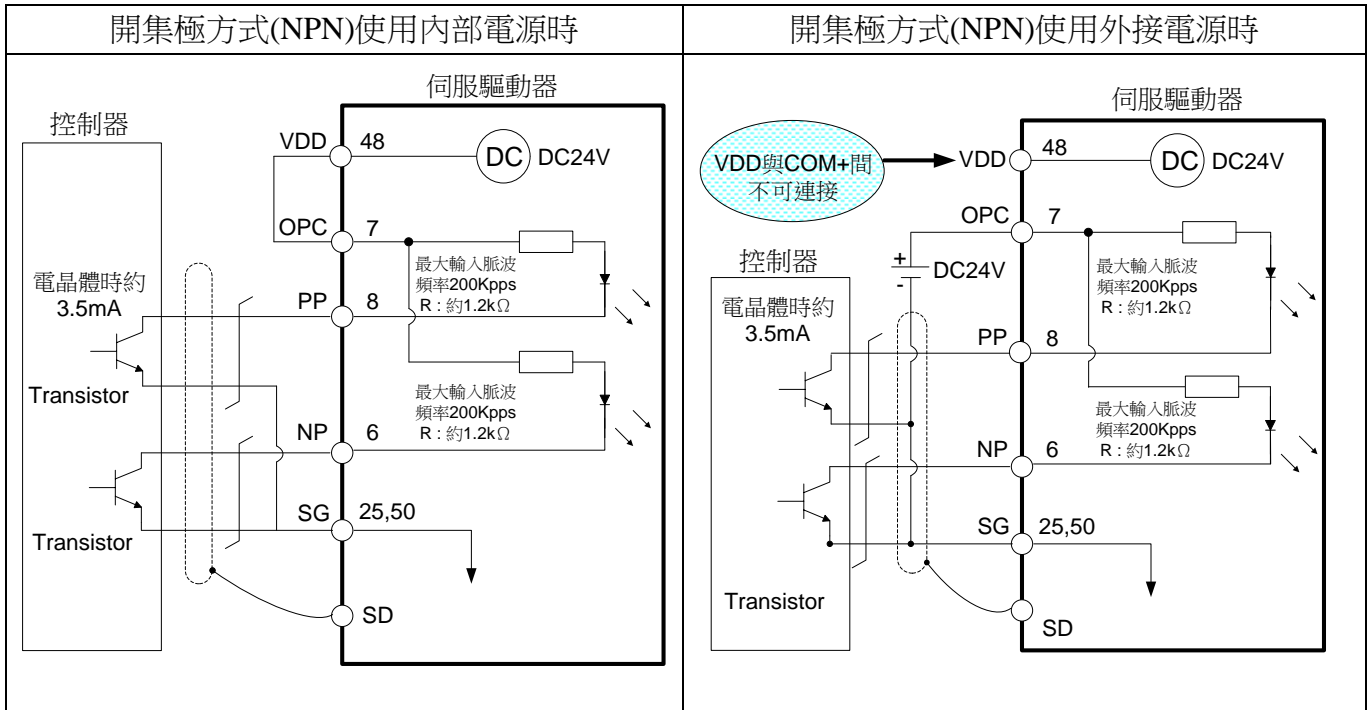 開集極方式(NPN)使用內部電源時
伺服驅動器
控制器
VDD
48
DC
DC24V
OPC
7
最大輸入脈波
頻率200Kpps
R : 約1.2kΩ
電晶體時約
3.5mA
PP
8
Transistor
最大輸入脈波
頻率200Kpps
R : 約1.2kΩ
NP
6
SG
25,50
Transistor
SD
開集極方式(NPN)使用外接電源時
伺服驅動器
VDD與COM+間
不可連接
VDD
48
DC
DC24V
OPC
7
控制器
+
-
DC24V
最大輸入脈波
頻率200Kpps
R : 約1.2kΩ
電晶體時約
3.5mA
PP
8
最大輸入脈波
頻率200Kpps
R : 約1.2kΩ
NP
6
SG
25,50
Transistor
SD